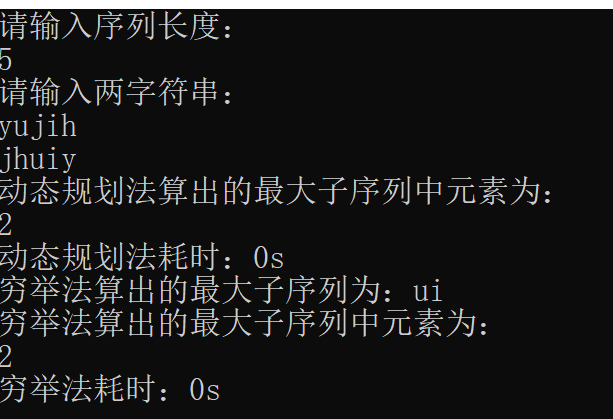 请输入序列长度：
5
请输入两字符串：
yujih
jhuiy
动态规划法算出的最大子序列中元素为：
2
动态规划法耗时：0s
穷举法算出的最大子序列为：ui
穷举法算出的最大子序列中元素为：
2
穷举法耗时：0s